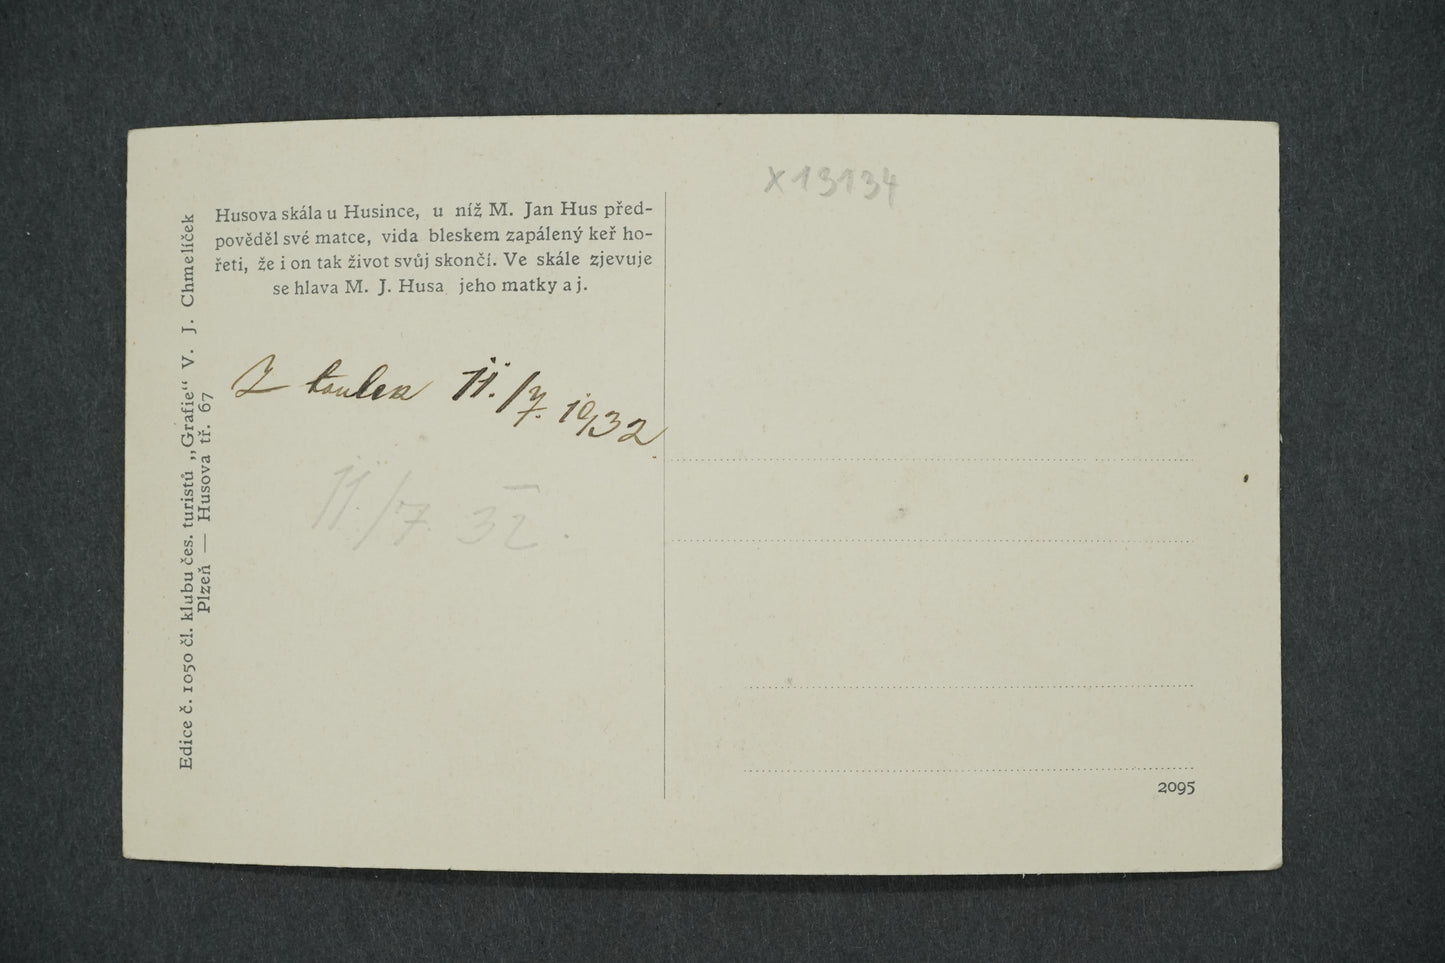 X 13134
Husova skála u Husince, u níž M. Jan Hus před-
pověděl své matce, vida bleskem zapálený keř ho-
řeti, že i on tak život svůj skončí. Ve skále zjevuje
se hlava M. J. Husa jeho matky a j.
Z toulek 11./7. 1932
11./7. 32.
Edice č. 1050 čl. klubu čes. turistů „Grafie“ V. J. Chmelíček
Plzeň — Husova tř. 67
2095